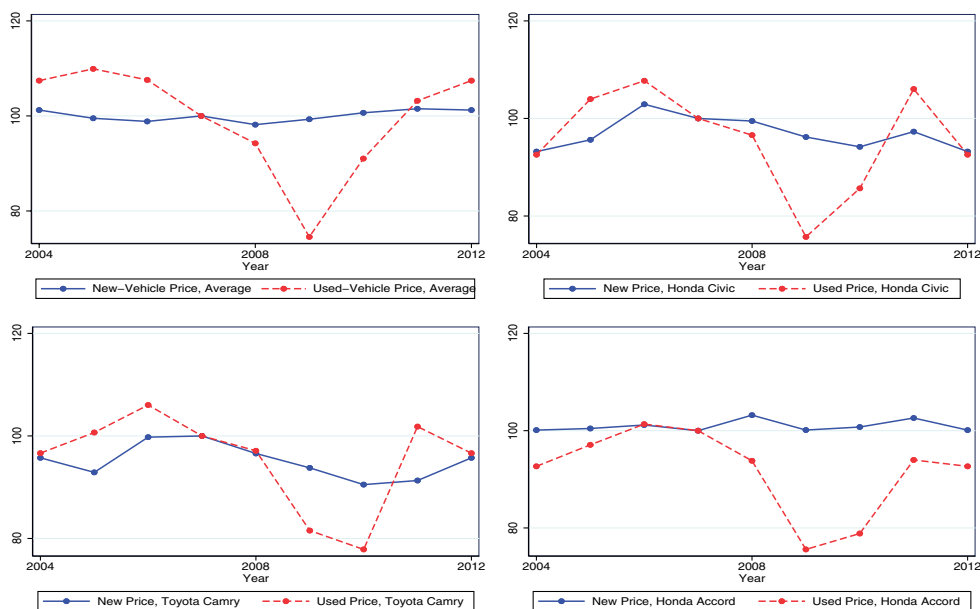 120
100
80
2004
2008
2012
Year
New−Vehicle Price, Average
Used−Vehicle Price, Average
120
100
80
2004
2008
2012
Year
New Price, Honda Civic
Used Price, Honda Civic
120
100
80
2004
2008
2012
Year
New Price, Toyota Camry
Used Price, Toyota Camry
120
100
80
2004
2008
2012
Year
New Price, Honda Accord
Used Price, Honda Accord